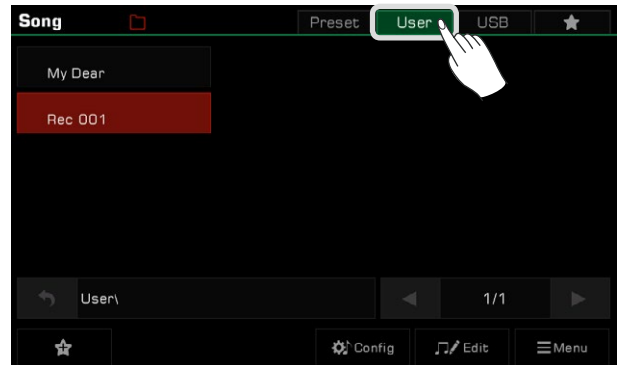 Song Preset User USB
My Dear
Rec 001
User\ 1/1
Config Edit Menu